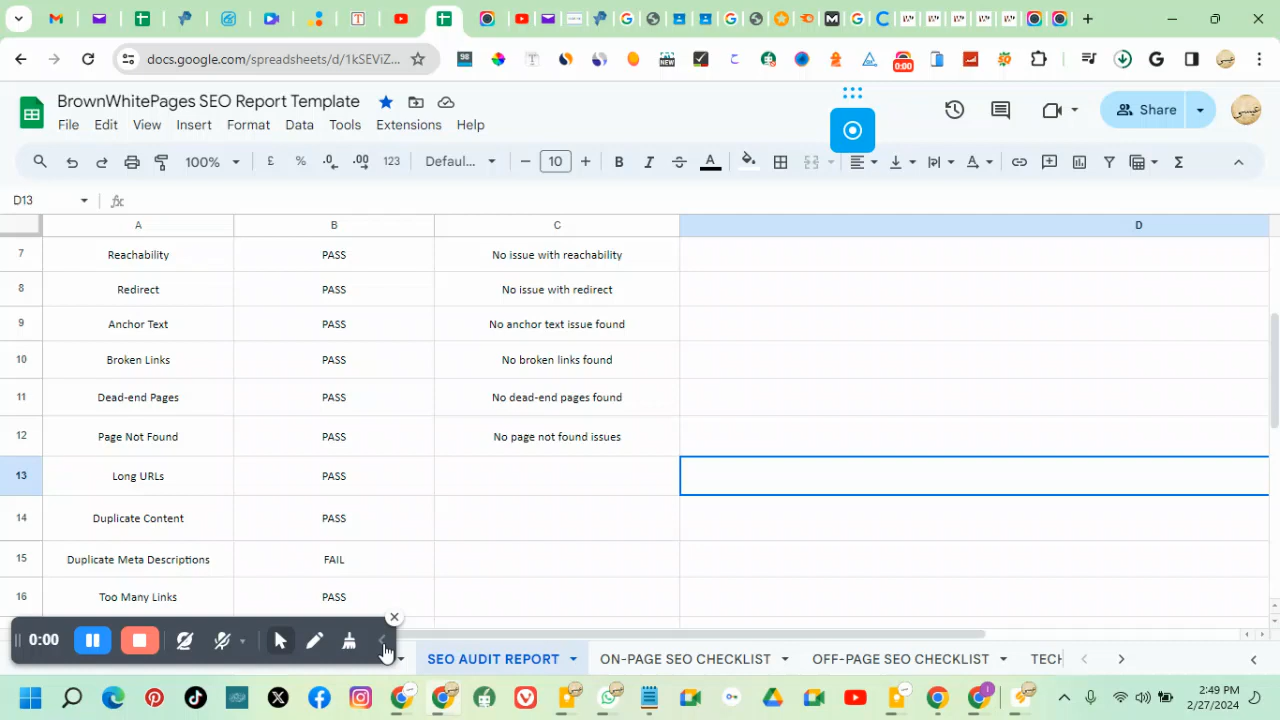 docs.google.com/spreadsheets/d/1kSEViZ...
98
NEW
0:00
BrownWhitePages SEO Report Template
File Edit View Insert Format Data Tools Extensions Help
Share
100% £ % .0 .00 123 Defaul... 10 B I A Σ
D13 fx
A B C D
7 Reachability PASS No issue with reachability
8 Redirect PASS No issue with redirect
9 Anchor Text PASS No anchor text issue found
10 Broken Links PASS No broken links found
11 Dead-end Pages PASS No dead-end pages found
12 Page Not Found PASS No page not found issues
13 Long URLs PASS
14 Duplicate Content PASS
15 Duplicate Meta Descriptions FAIL
16 Too Many Links PASS
0:00
SEO AUDIT REPORT ON-PAGE SEO CHECKLIST OFF-PAGE SEO CHECKLIST TECH
2:49 PM
2/27/2024